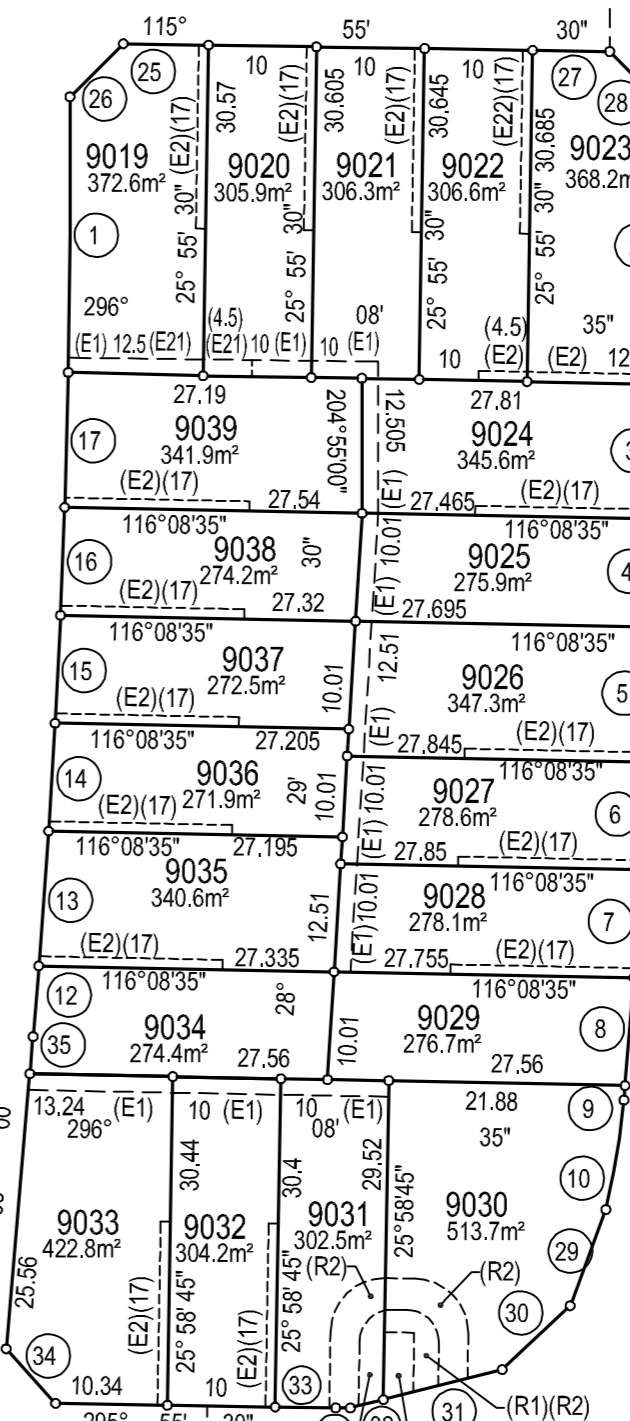 115° 55' 30"
26 25 27 28
10 10 10
(E2)(17) (E2)(17) (E2)(17) (E22)(17)
30.57 30.605 30.645 30.685
9019 9020 9021 9022 9023
372.6m² 305.9m² 306.3m² 306.6m² 368.2m
1
25° 55' 30" 25° 55' 30" 25° 55' 30" 25° 55' 30"
296° 08' 35"
(4.5) (4.5)
(E1) 12.5 (E21) (E21) 10 (E1) 10 (E1) 10 (E2) (E2) 12
27.19 27.81
17 9039 204°55'00" 12.505 9024
341.9m² 345.6m²
(E2)(17) 27.54 (E1) 27.465 (E2)(17)
116°08'35" 116°08'35"
16 9038 30" 10.01 9025 4
274.2m² 275.9m²
(E2)(17) 27.32 (E1) 27.695
116°08'35" 116°08'35"
15 9037 10.01 12.51 9026 5
272.5m² 347.3m²
(E2)(17) 27.205 (E1) 27.845 (E2)(17)
116°08'35" 116°08'35"
14 9036 29' 10.01 10.01 9027 6
271.9m² 278.6m²
(E2)(17) 27.195 (E1) 27.85 (E2)(17)
116°08'35" 116°08'35"
13 9035 12.51 10.01 9028 7
340.6m² 278.1m²
(E2)(17) 27.335 (E1) 27.755 (E2)(17)
116°08'35" 116°08'35"
12 28° 8
35 9034 10.01 9029
274.4m² 276.7m²
27.56 27.56
13.24 (E1) 10 (E1) 10 (E1) 21.88 9
296° 08' 35"
30.44 30.4 29.52 10
9033 9032 9031 9030
422.8m² 304.2m² 302.5m² 513.7m²
25°58'45"
25.56 (R2) (R2) 29
(E2)(17) 25° 58' 45" (E2)(17) 25° 58' 45" 30
34 10.34 10 33 31 (R1)(R2)
295° 55' 30"